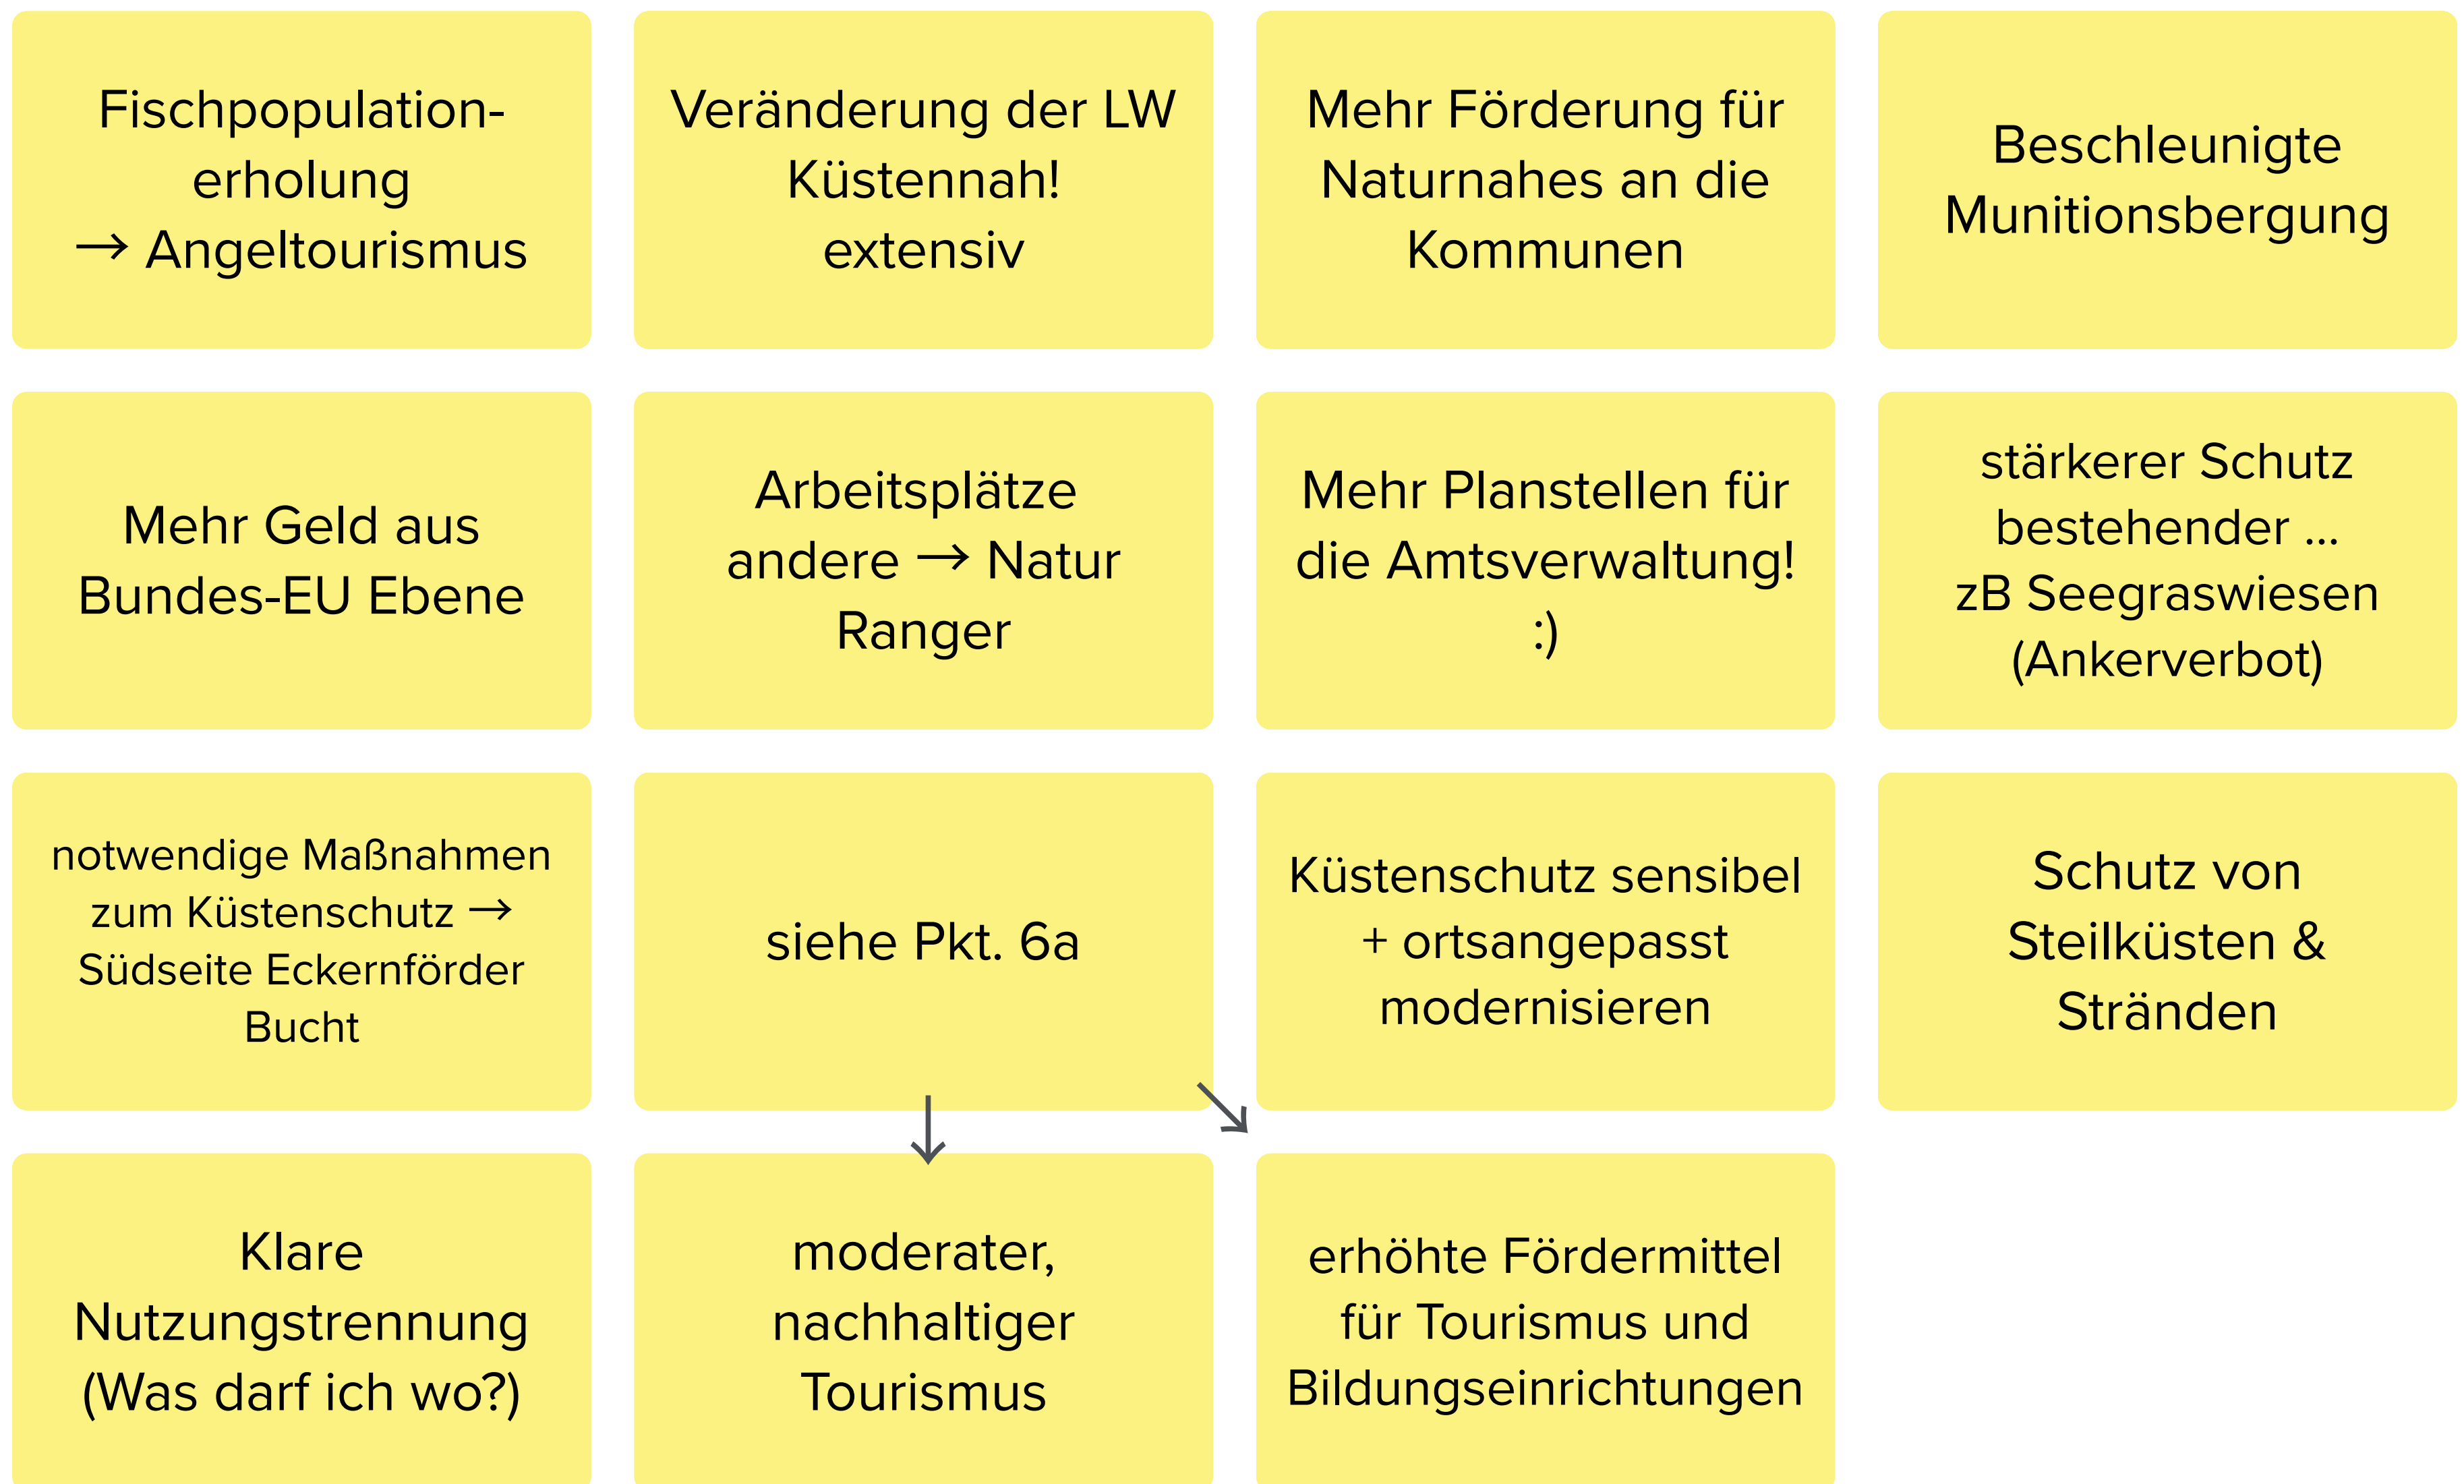 Fischpopulation-
erholung
→ Angeltourismus
Veränderung der LW
Küstennah!
extensiv
Mehr Förderung für
Naturnahes an die
Kommunen
Beschleunigte
Munitionsbergung
Mehr Geld aus
Bundes-EU Ebene
Arbeitsplätze
andere → Natur
Ranger
Mehr Planstellen für
die Amtsverwaltung!
:)
stärkerer Schutz
bestehender ...
zB Seegraswiesen
(Ankerverbot)
notwendige Maßnahmen
zum Küstenschutz →
Südseite Eckernförder
Bucht
siehe Pkt. 6a
Küstenschutz sensibel
+ ortsangepasst
modernisieren
Schutz von
Steilküsten &
Stränden
Klare
Nutzungstrennung
(Was darf ich wo?)
moderater,
nachhaltiger
Tourismus
erhöhte Fördermittel
für Tourismus und
Bildungseinrichtungen